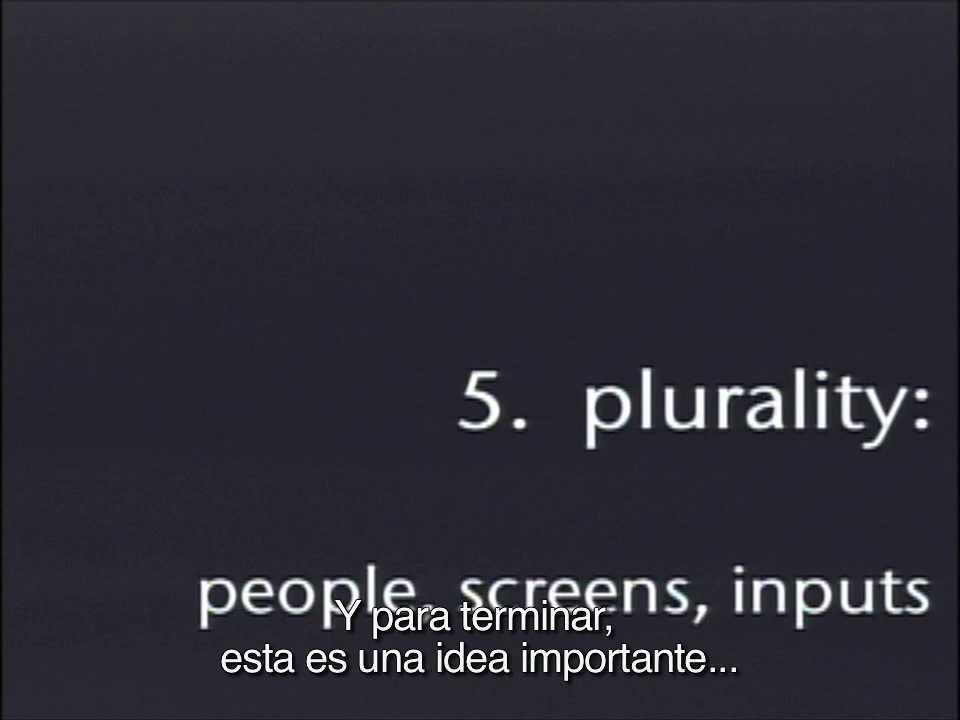 5. plurality:
people, screens, inputs
Y para terminar,
esta es una idea importante...